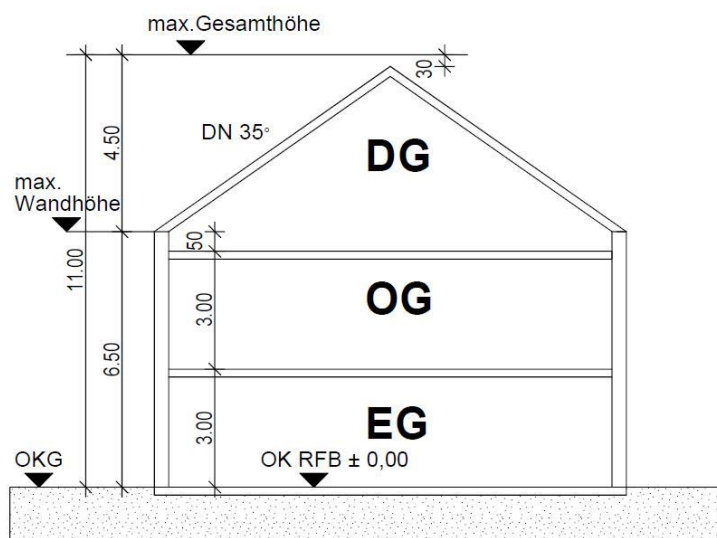 max.Gesamthöhe
30
4.50
DN 35°
DG
max.
Wandhöhe
50
11.00
OG
3.00
6.50
EG
3.00
OKG
OK RFB ± 0,00